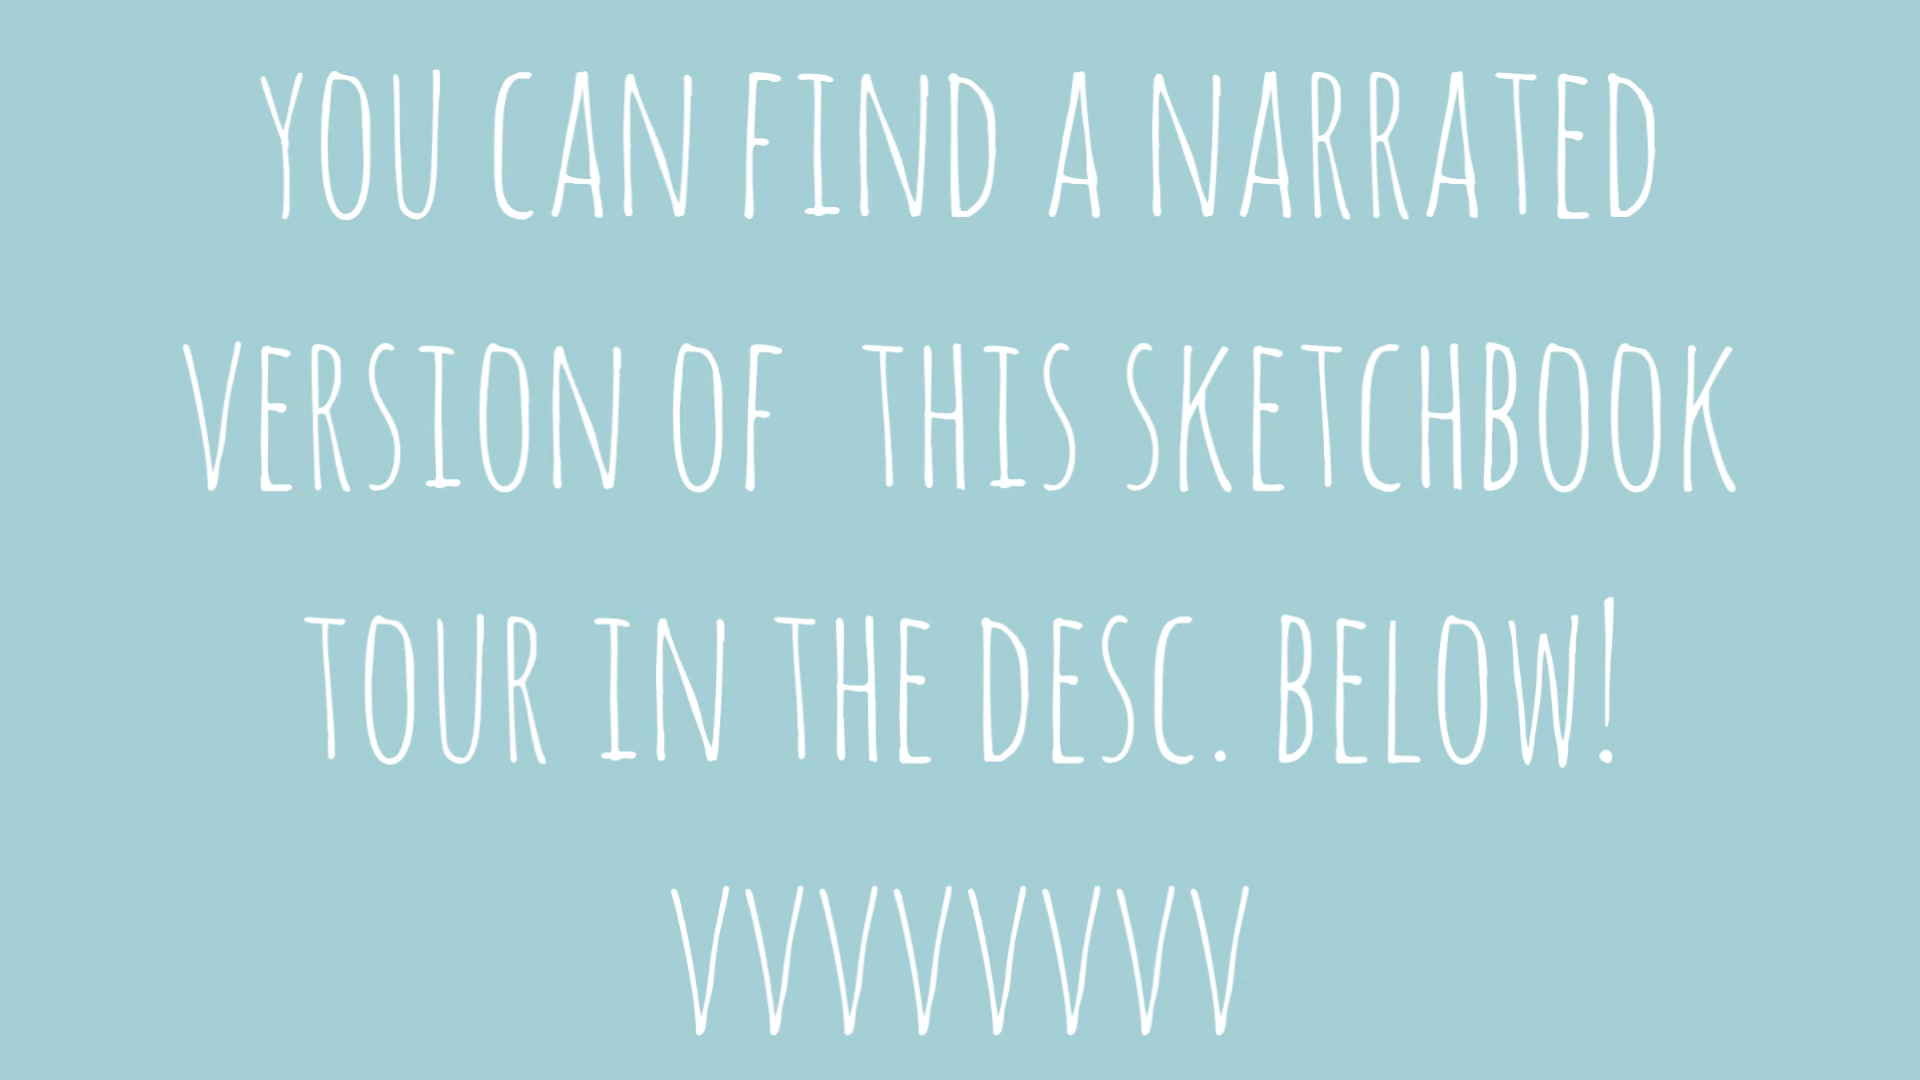 YOU CAN FIND A NARRATED
VERSION OF THIS SKETCHBOOK
TOUR IN THE DESC. BELOW!
VVVVVVVV